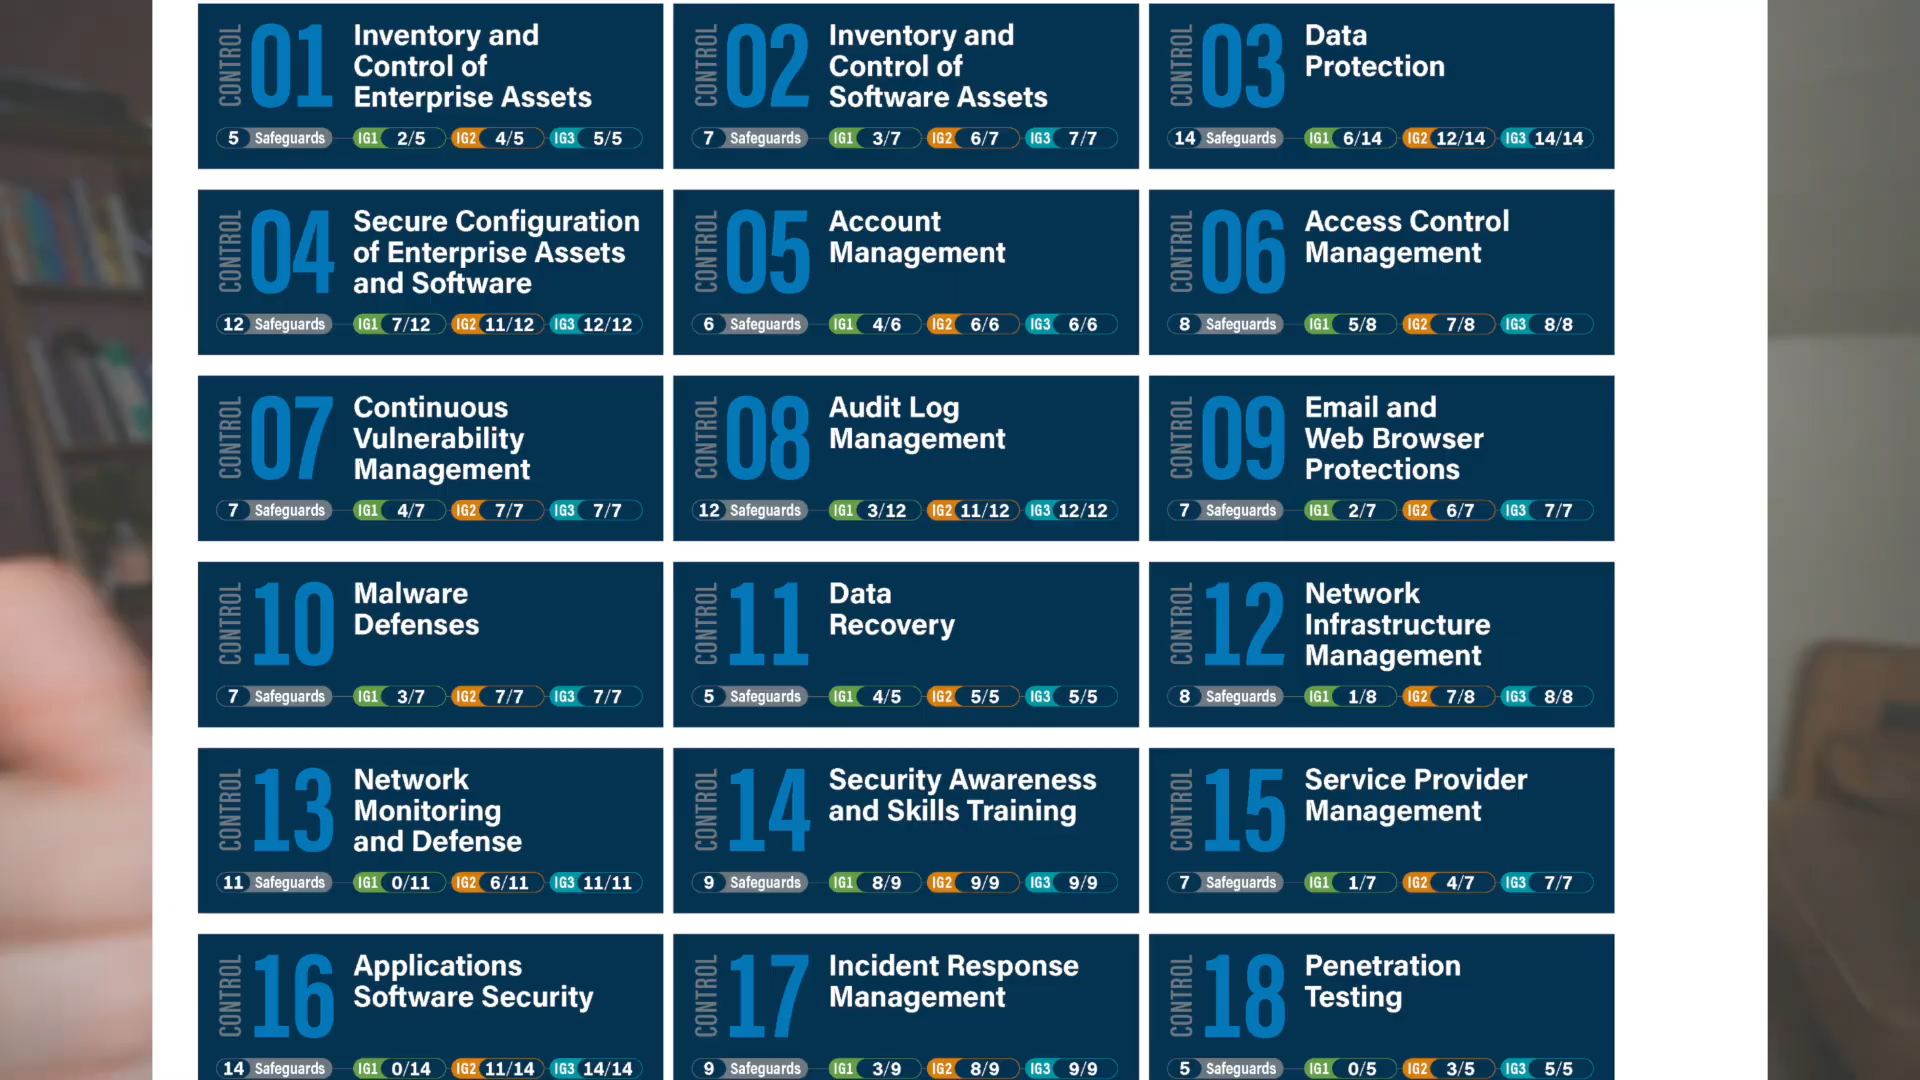 CONTROL 01 Inventory and
Control of
Enterprise Assets
5 Safeguards IG1 2/5 IG2 4/5 IG3 5/5
CONTROL 02 Inventory and
Control of
Software Assets
7 Safeguards IG1 3/7 IG2 6/7 IG3 7/7
CONTROL 03 Data
Protection
14 Safeguards IG1 6/14 IG2 12/14 IG3 14/14
CONTROL 04 Secure Configuration
of Enterprise Assets
and Software
12 Safeguards IG1 7/12 IG2 11/12 IG3 12/12
CONTROL 05 Account
Management
6 Safeguards IG1 4/6 IG2 6/6 IG3 6/6
CONTROL 06 Access Control
Management
8 Safeguards IG1 5/8 IG2 7/8 IG3 8/8
CONTROL 07 Continuous
Vulnerability
Management
7 Safeguards IG1 4/7 IG2 7/7 IG3 7/7
CONTROL 08 Audit Log
Management
12 Safeguards IG1 3/12 IG2 11/12 IG3 12/12
CONTROL 09 Email and
Web Browser
Protections
7 Safeguards IG1 2/7 IG2 6/7 IG3 7/7
CONTROL 10 Malware
Defenses
7 Safeguards IG1 3/7 IG2 7/7 IG3 7/7
CONTROL 11 Data
Recovery
5 Safeguards IG1 4/5 IG2 5/5 IG3 5/5
CONTROL 12 Network
Infrastructure
Management
8 Safeguards IG1 1/8 IG2 7/8 IG3 8/8
CONTROL 13 Network
Monitoring
and Defense
11 Safeguards IG1 0/11 IG2 6/11 IG3 11/11
CONTROL 14 Security Awareness
and Skills Training
9 Safeguards IG1 8/9 IG2 9/9 IG3 9/9
CONTROL 15 Service Provider
Management
7 Safeguards IG1 1/7 IG2 4/7 IG3 7/7
CONTROL 16 Applications
Software Security
14 Safeguards IG1 0/14 IG2 11/14 IG3 14/14
CONTROL 17 Incident Response
Management
9 Safeguards IG1 3/9 IG2 8/9 IG3 9/9
CONTROL 18 Penetration
Testing
5 Safeguards IG1 0/5 IG2 3/5 IG3 5/5